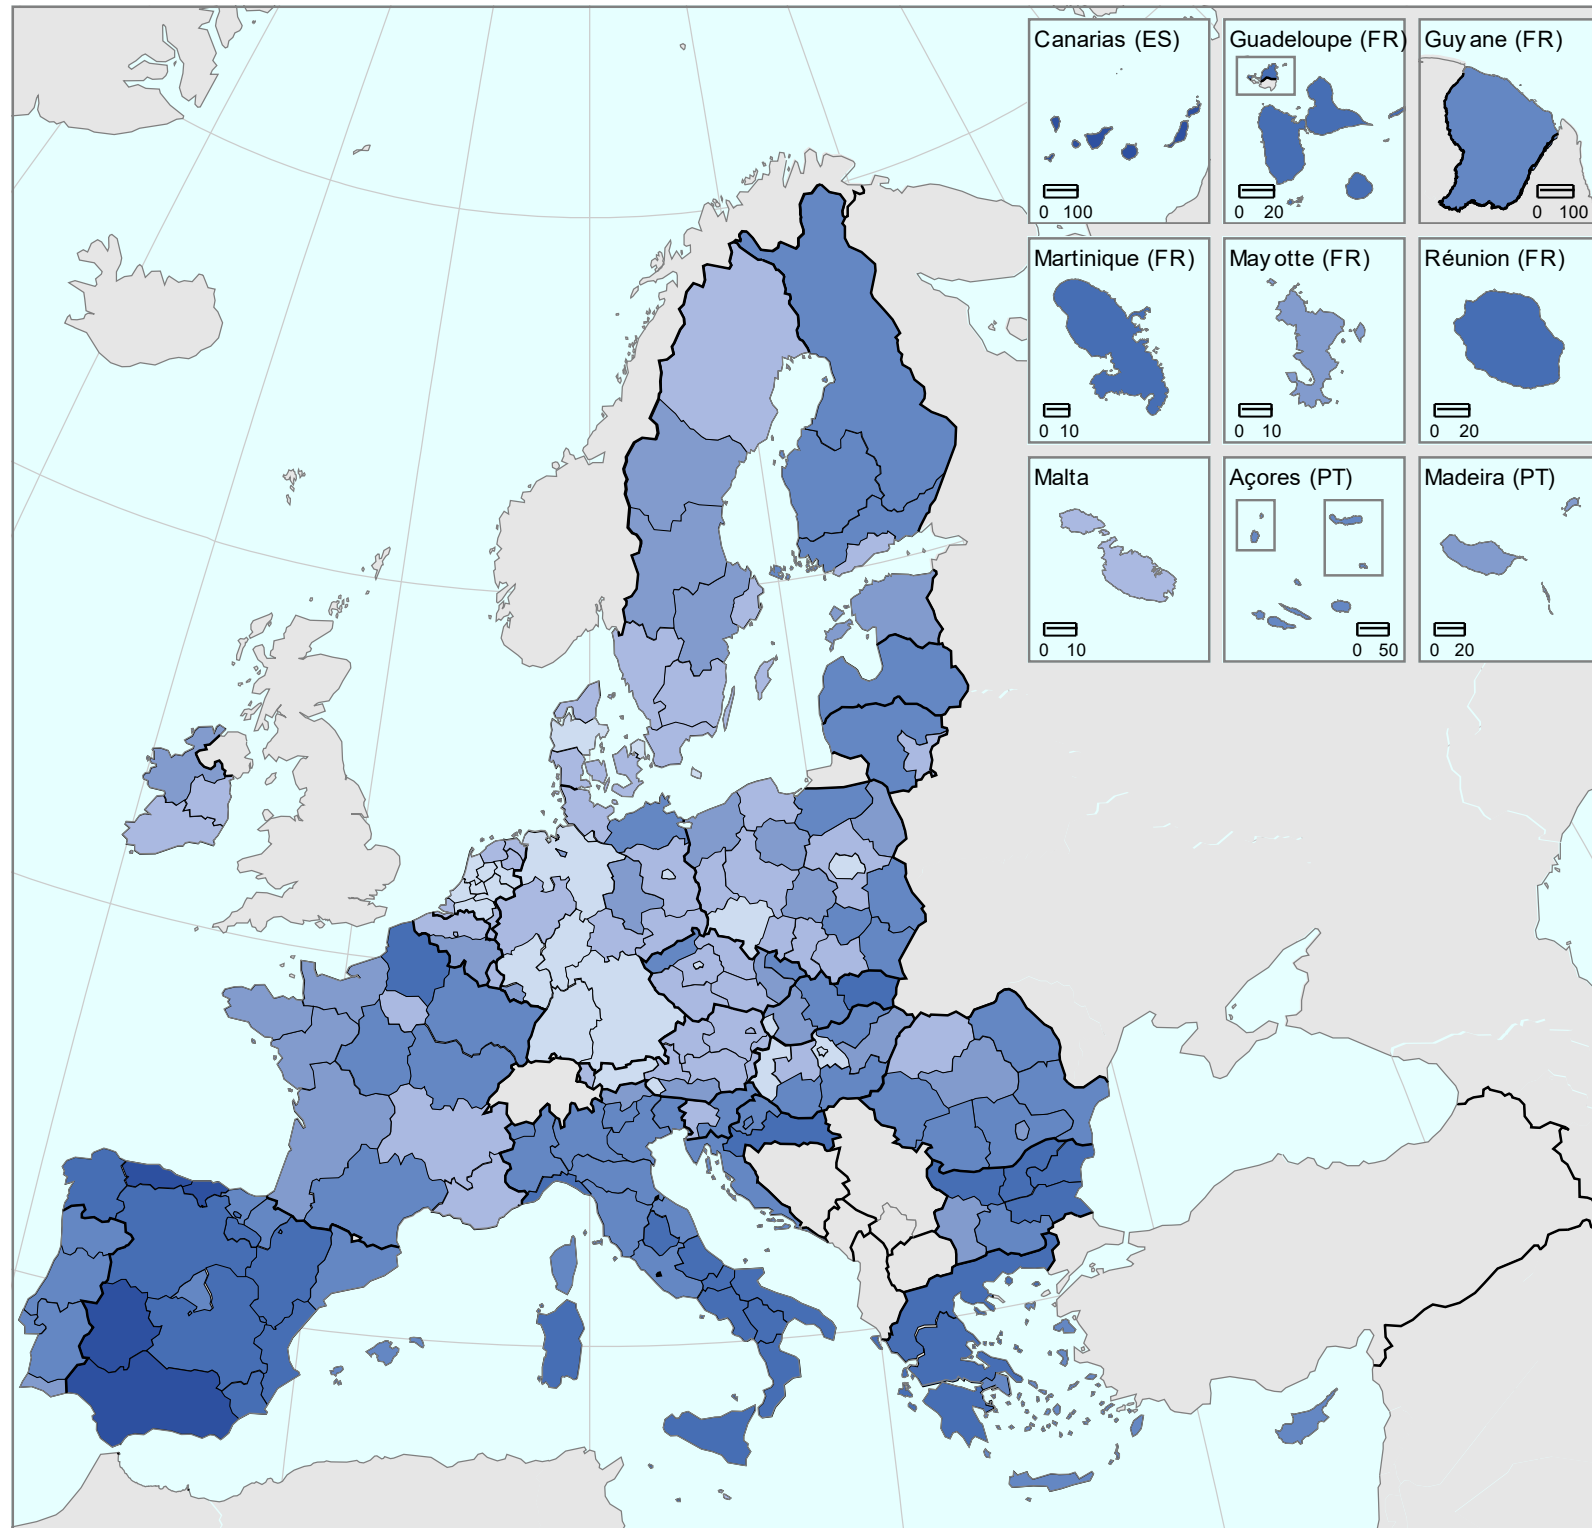 Canarias (ES)
0 100
Guadeloupe (FR)
0 20
Guyane (FR)
0 100
Martinique (FR)
0 10
Mayotte (FR)
0 10
Réunion (FR)
0 20
Malta
0 10
Açores (PT)
0 50
Madeira (PT)
0 20